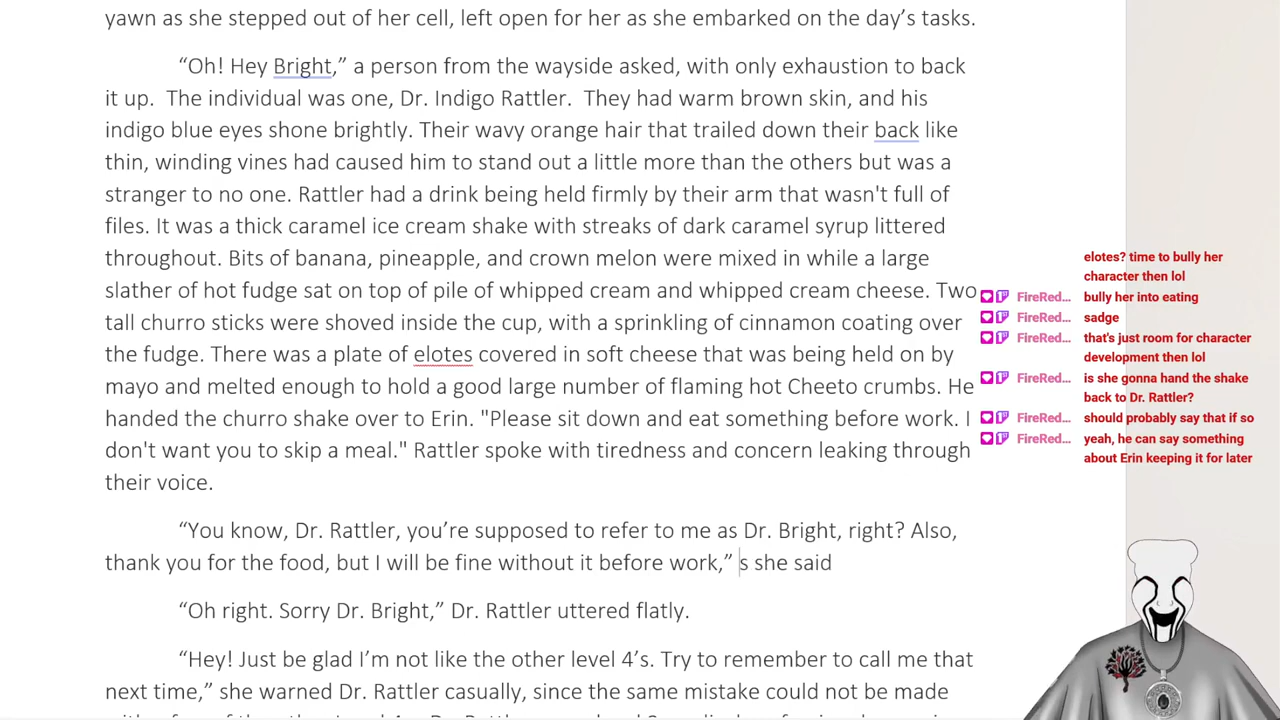 yawn as she stepped out of her cell, left open for her as she embarked on the day’s tasks.
“Oh! Hey Bright,” a person from the wayside asked, with only exhaustion to back
it up.  The individual was one, Dr. Indigo Rattler.  They had warm brown skin, and his
indigo blue eyes shone brightly. Their wavy orange hair that trailed down their back like
thin, winding vines had caused him to stand out a little more than the others but was a
stranger to no one. Rattler had a drink being held firmly by their arm that wasn't full of
files. It was a thick caramel ice cream shake with streaks of dark caramel syrup littered
throughout. Bits of banana, pineapple, and crown melon were mixed in while a large
slather of hot fudge sat on top of pile of whipped cream and whipped cream cheese. Two
tall churro sticks were shoved inside the cup, with a sprinkling of cinnamon coating over
the fudge. There was a plate of elotes covered in soft cheese that was being held on by
mayo and melted enough to hold a good large number of flaming hot Cheeto crumbs. He
handed the churro shake over to Erin. "Please sit down and eat something before work. I
don't want you to skip a meal." Rattler spoke with tiredness and concern leaking through
their voice.
“You know, Dr. Rattler, you’re supposed to refer to me as Dr. Bright, right? Also,
thank you for the food, but I will be fine without it before work,” s she said
“Oh right. Sorry Dr. Bright,” Dr. Rattler uttered flatly.
“Hey! Just be glad I’m not like the other level 4’s. Try to remember to call me that
next time,” she warned Dr. Rattler casually, since the same mistake could not be made
elotes? time to bully her
character then lol
FireRed... bully her into eating
FireRed... sadge
FireRed... that's just room for character
development then lol
FireRed... is she gonna hand the shake
back to Dr. Rattler?
FireRed... should probably say that if so
FireRed... yeah, he can say something
about Erin keeping it for later